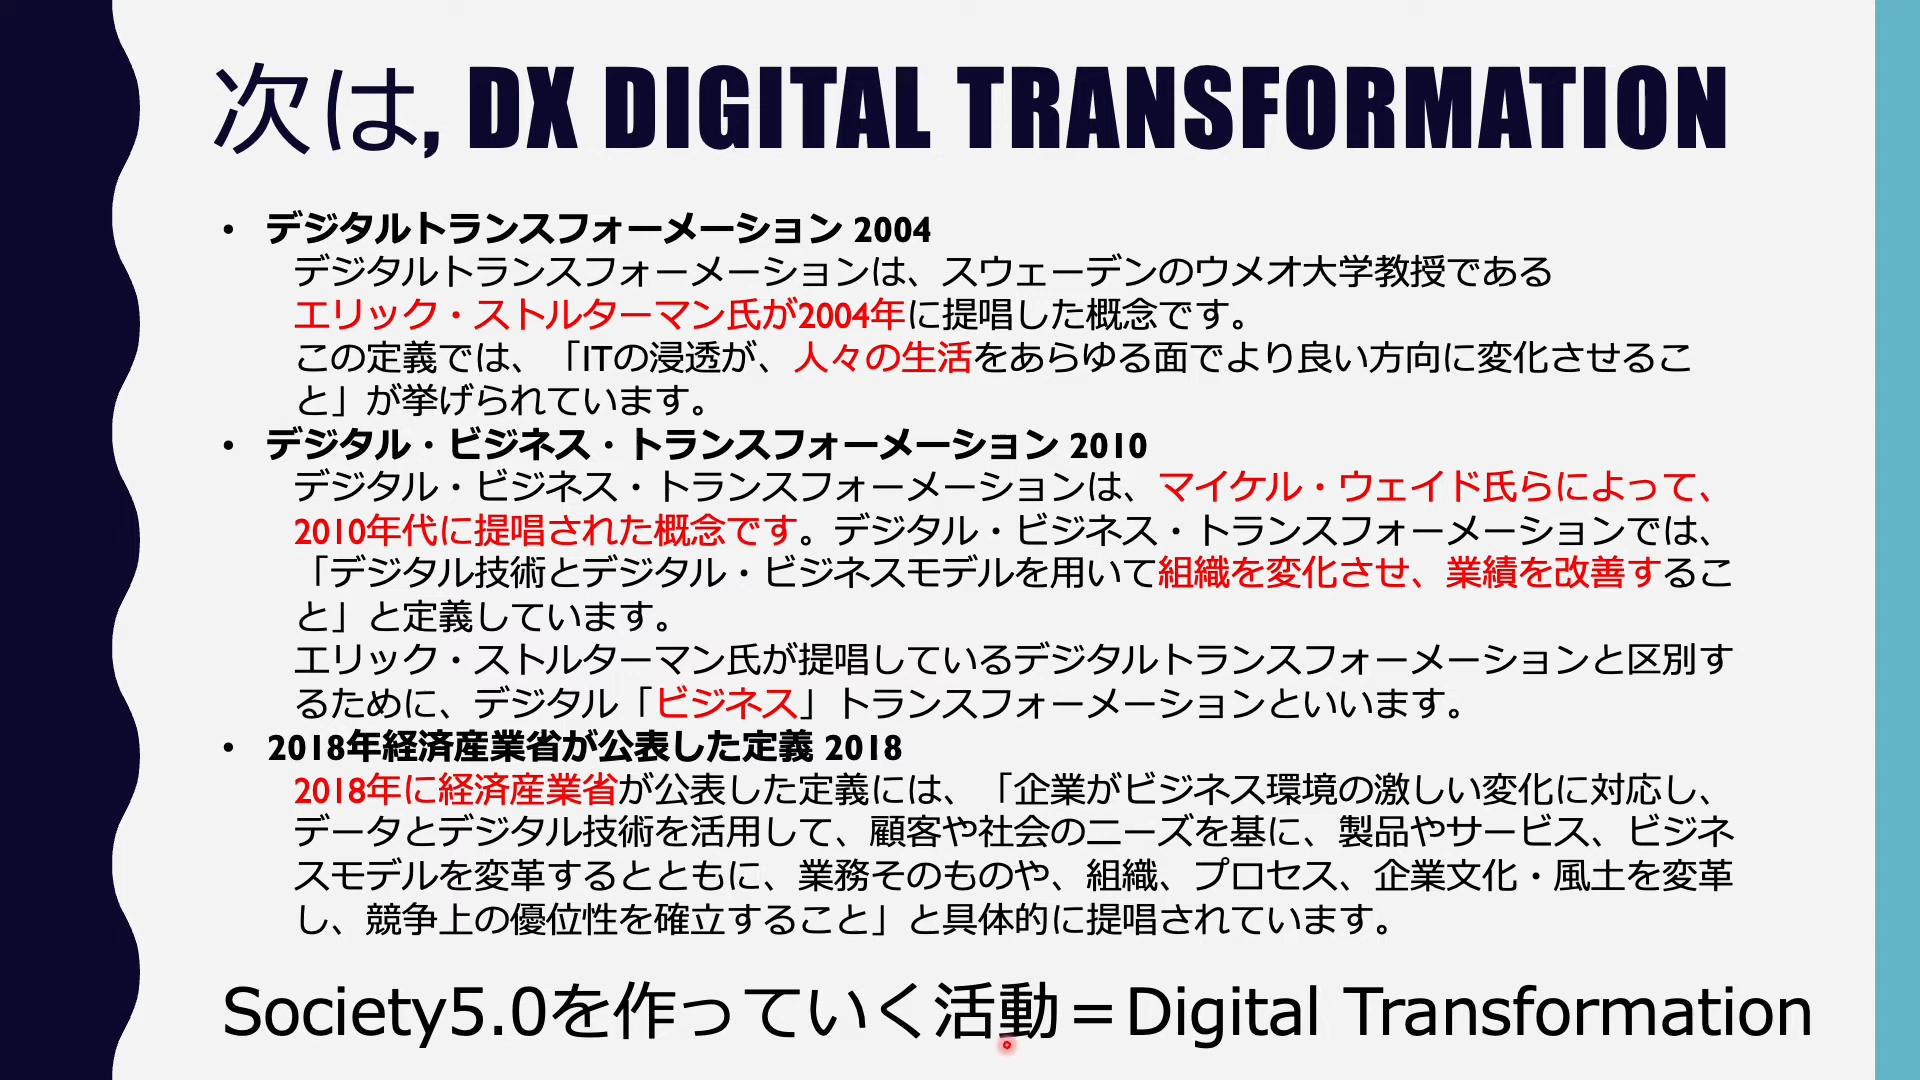 次は, DX DIGITAL TRANSFORMATION
• デジタルトランスフォーメーション 2004
デジタルトランスフォーメーションは、スウェーデンのウメオ大学教授である
エリック・ストルターマン氏が2004年に提唱した概念です。
この定義では、「ITの浸透が、人々の生活をあらゆる面でより良い方向に変化させるこ
と」が挙げられています。
• デジタル・ビジネス・トランスフォーメーション 2010
デジタル・ビジネス・トランスフォーメーションは、マイケル・ウェイド氏らによって、
2010年代に提唱された概念です。デジタル・ビジネス・トランスフォーメーションでは、
「デジタル技術とデジタル・ビジネスモデルを用いて組織を変化させ、業績を改善するこ
と」と定義しています。
エリック・ストルターマン氏が提唱しているデジタルトランスフォーメーションと区別す
るために、デジタル「ビジネス」トランスフォーメーションといいます。
• 2018年経済産業省が公表した定義 2018
2018年に経済産業省が公表した定義には、「企業がビジネス環境の激しい変化に対応し、
データとデジタル技術を活用して、顧客や社会のニーズを基に、製品やサービス、ビジネ
スモデルを変革するとともに、業務そのものや、組織、プロセス、企業文化・風土を変革
し、競争上の優位性を確立すること」と具体的に提唱されています。
Society5.0を作っていく活動＝Digital Transformation